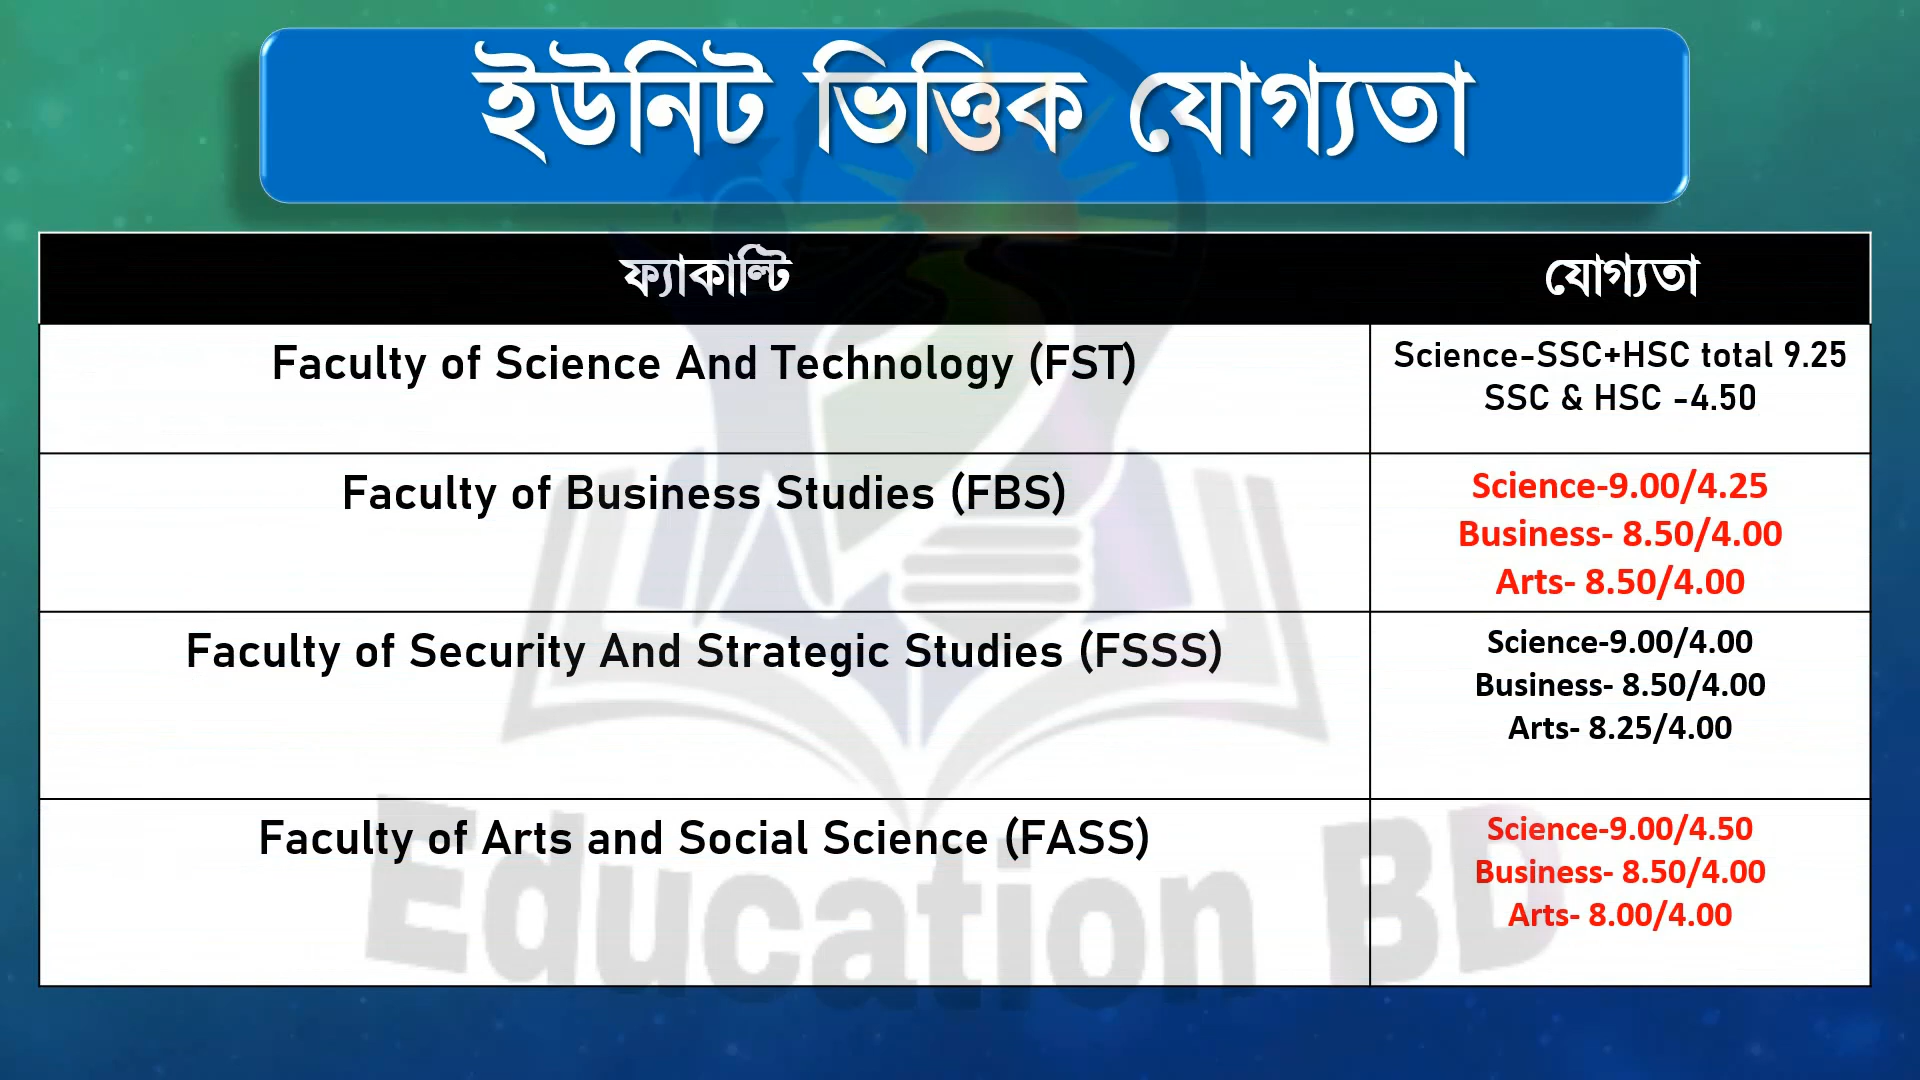 ইউনিট ভিত্তিক যোগ্যতা
ফ্যাকাল্টি
যোগ্যতা
Faculty of Science And Technology (FST)
Science-SSC+HSC total 9.25
SSC & HSC -4.50
Faculty of Business Studies (FBS)
Science-9.00/4.25
Business- 8.50/4.00
Arts- 8.50/4.00
Faculty of Security And Strategic Studies (FSSS)
Science-9.00/4.00
Business- 8.50/4.00
Arts- 8.25/4.00
Faculty of Arts and Social Science (FASS)
Science-9.00/4.50
Business- 8.50/4.00
Arts- 8.00/4.00
Education BD